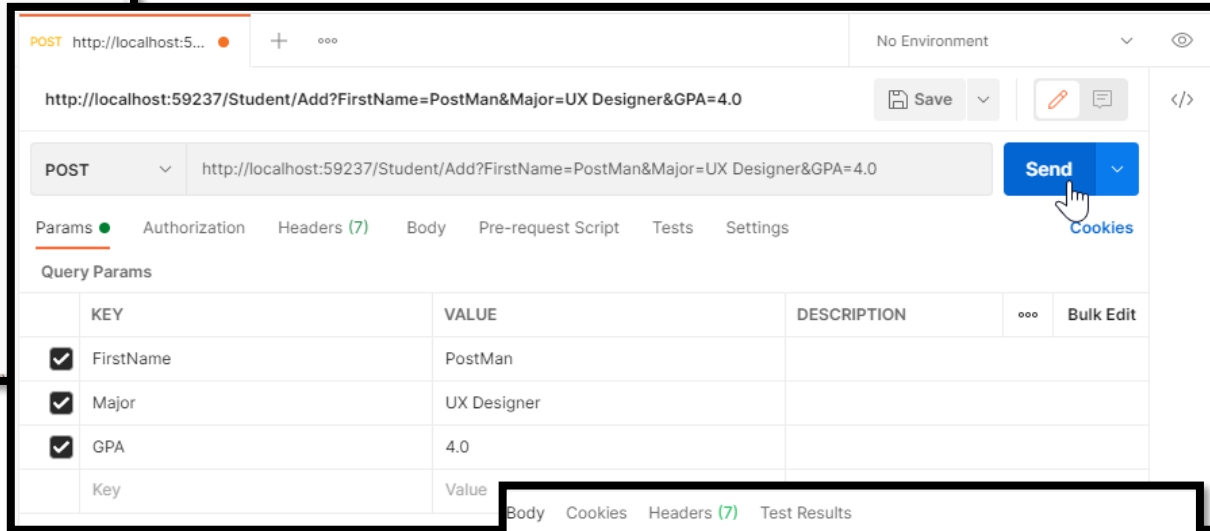 POST http://localhost:5... No Environment
http://localhost:59237/Student/Add?FirstName=PostMan&Major=UX Designer&GPA=4.0 Save </>
POST http://localhost:59237/Student/Add?FirstName=PostMan&Major=UX Designer&GPA=4.0 Send
Params Authorization Headers (7) Body Pre-request Script Tests Settings Cookies
Query Params
KEY VALUE DESCRIPTION Bulk Edit
FirstName PostMan
Major UX Designer
GPA 4.0
Key Value
Body Cookies Headers (7) Test Results